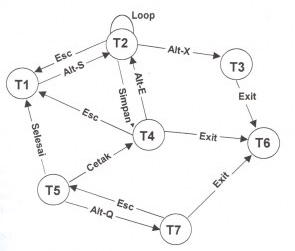 Loop
T2
Esc
Alt-X
T3
Alt-S
T1
Simpan
Alt-E
Exit
Esc
T4
Exit
T6
Selesai
Cetak
T5
Exit
Esc
Alt-Q
T7